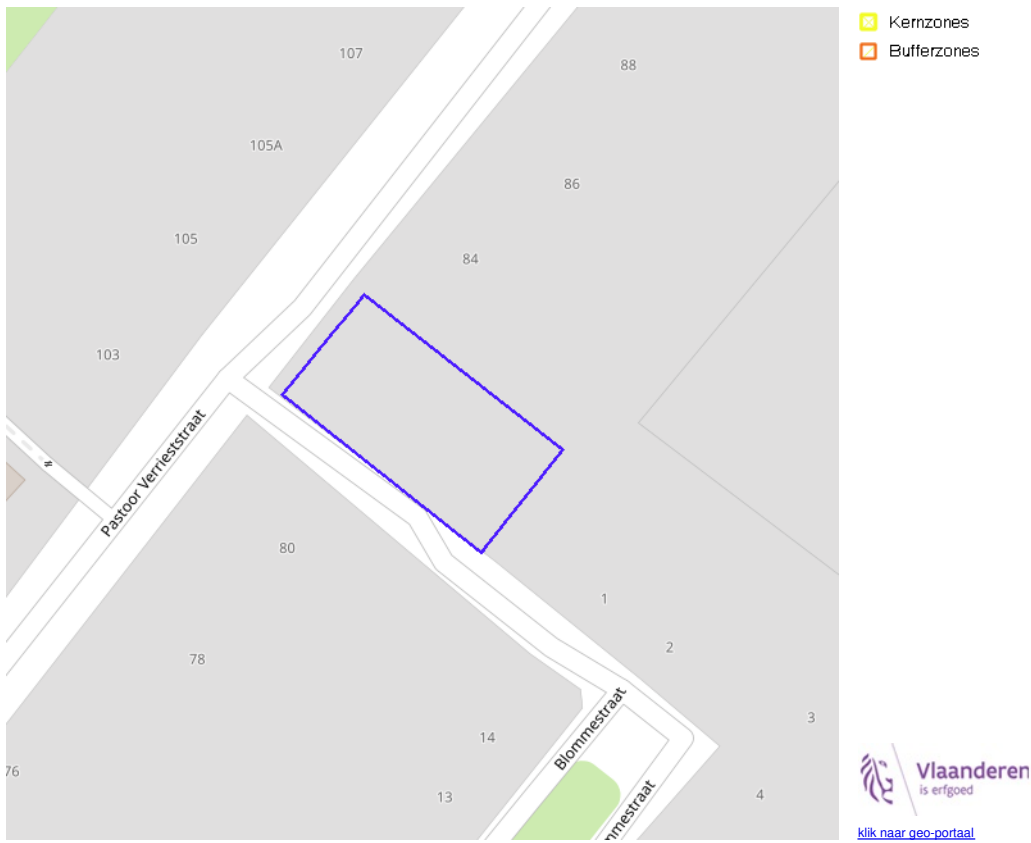 Kernzones
Bufferzones
107
88
105A
86
105
84
103
Pastoor Verrieststraat
80
1
2
78
Blommestraat
3
14
76
13
4
mmestraat
Vlaanderen
is erfgoed
klik naar geo-portaal